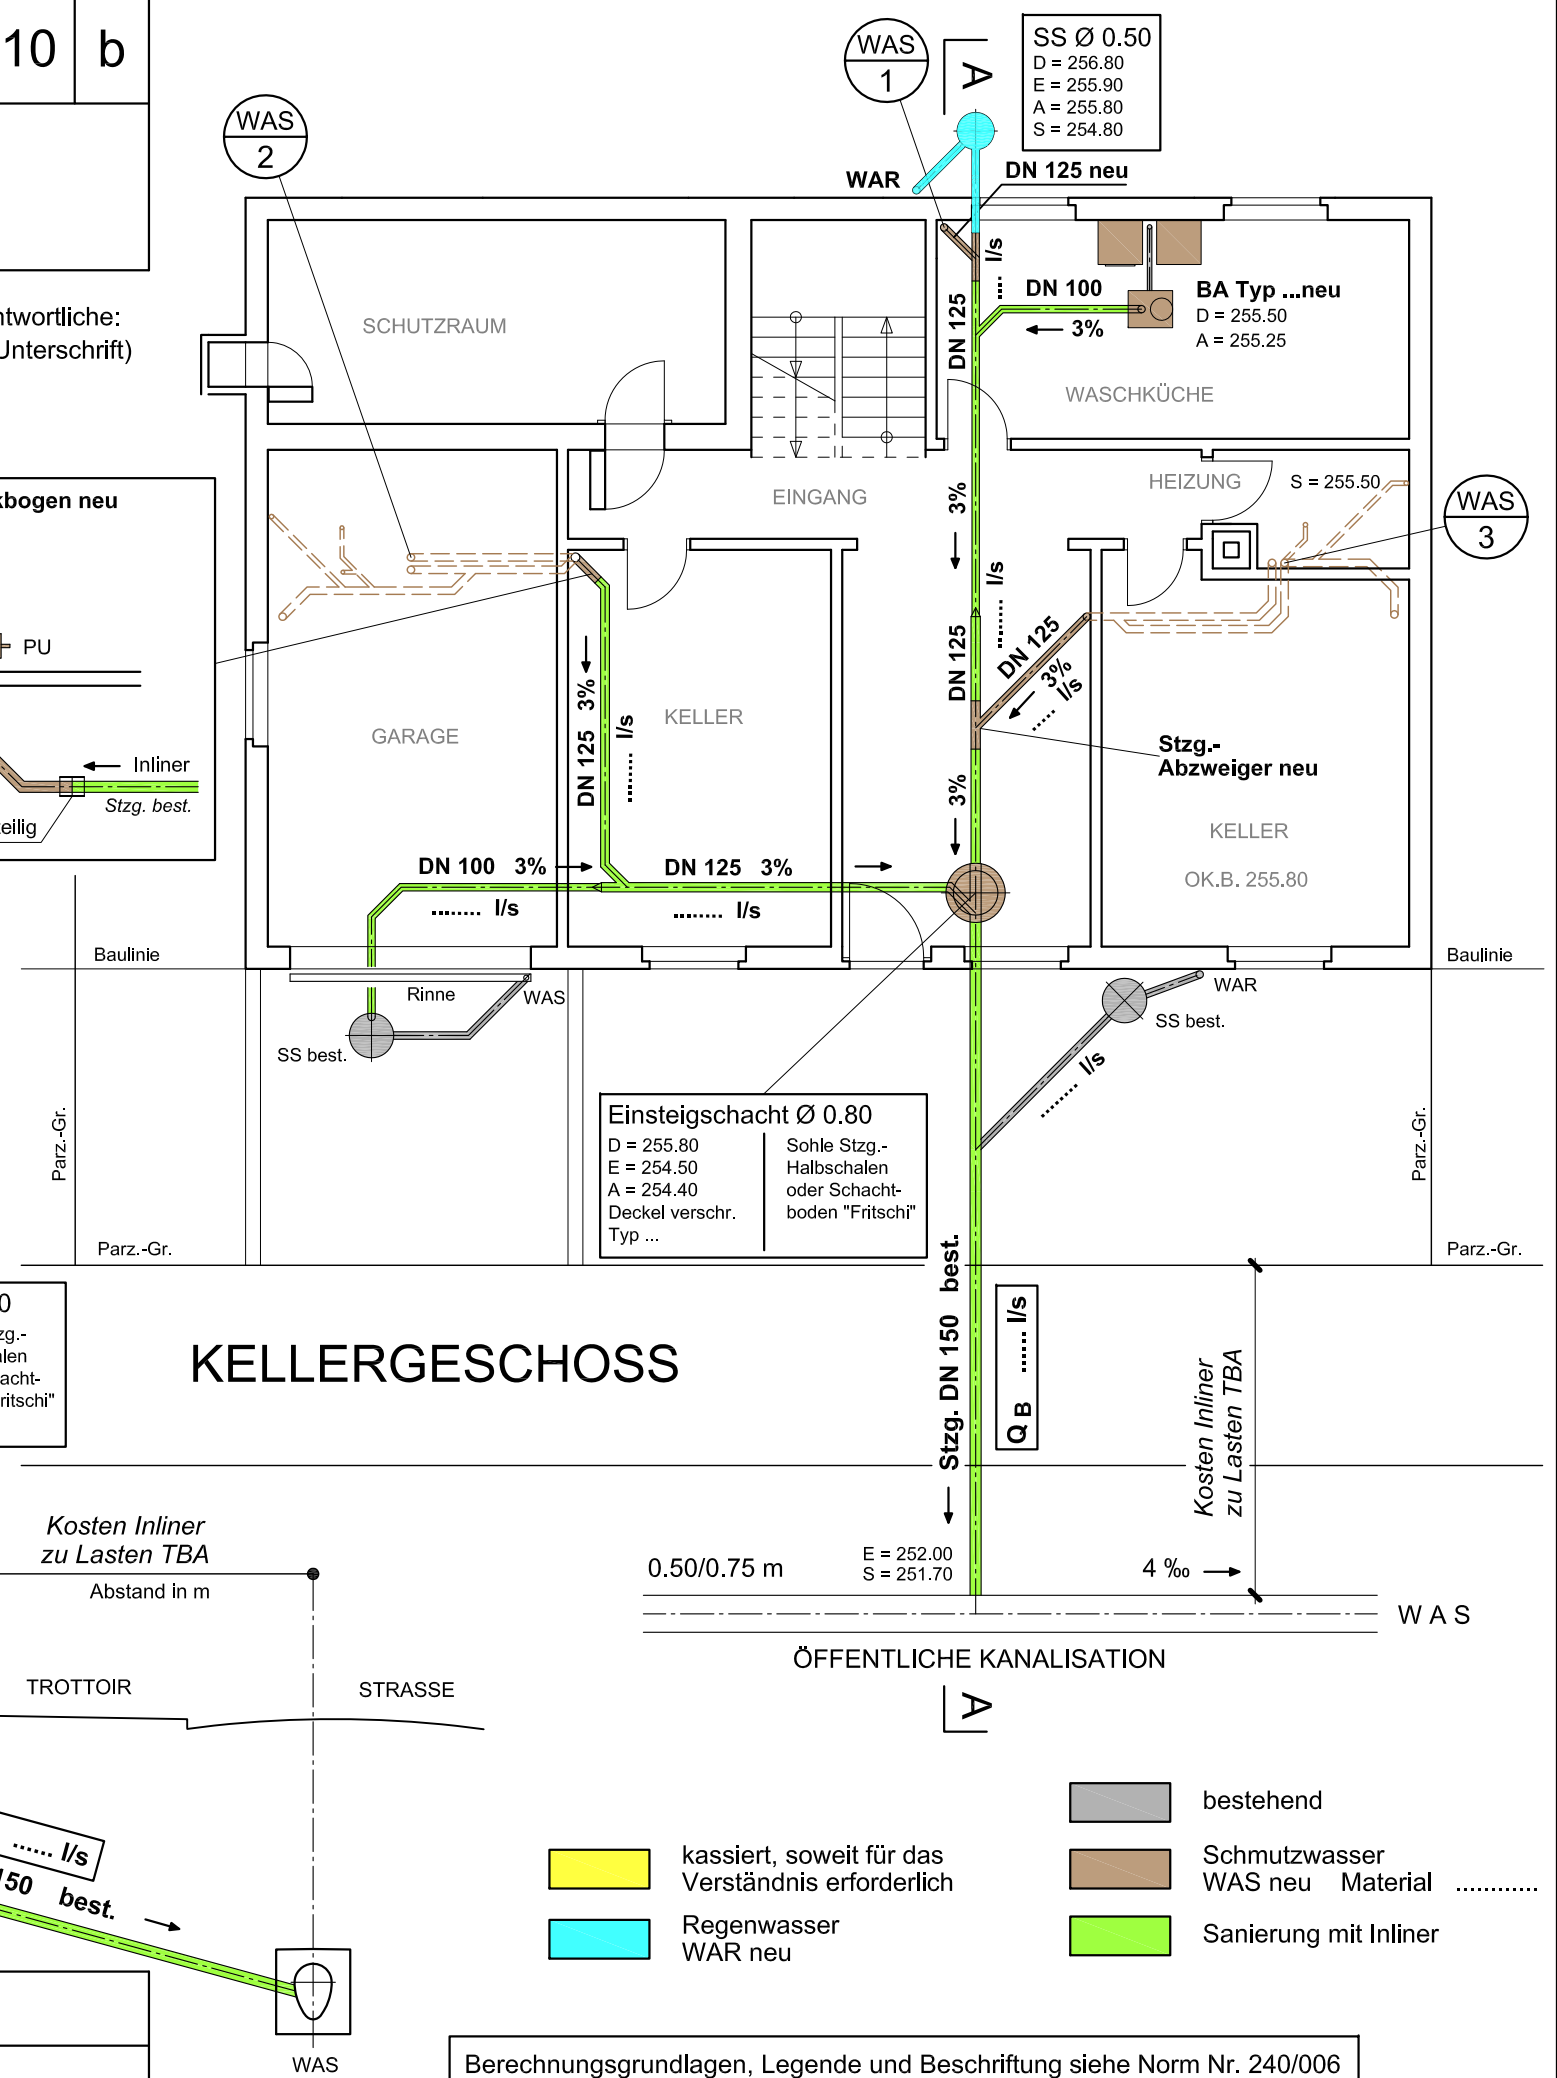 10
b
WAS
1
A
SS Ø 0.50
D = 256.80
E = 255.90
A = 255.80
S = 254.80
WAS
2
WAR
DN 125 neu
l/s
DN 125
DN 100
3%
BA Typ ...neu
D = 255.50
A = 255.25
SCHUTZRAUM
WASCHKÜCHE
ntwortliche:
Unterschrift)
kbogen neu
EINGANG
3%
HEIZUNG
S = 255.50
WAS
3
PU
Inliner
Stzg. best.
eilig
GARAGE
DN 125 3%
l/s
KELLER
DN 125
l/s
DN 125
3%
l/s
Stzg.-
Abzweiger neu
3%
KELLER
OK.B. 255.80
DN 100 3%
........ l/s
DN 125 3%
........ l/s
Baulinie
Baulinie
Rinne
WAS
SS best.
WAR
SS best.
l/s
Parz.-Gr.
Parz.-Gr.
Einsteigschacht Ø 0.80
D = 255.80
E = 254.50
A = 254.40
Deckel verschr.
Typ ...
Sohle Stzg.-
Halbschalen
oder Schacht-
boden "Fritschi"
Parz.-Gr.
Parz.-Gr.
0
zg.-
alen
acht-
ritschi"
KELLERGESCHOSS
Stzg. DN 150 best.
Q B ....... l/s
Kosten Inliner
zu Lasten TBA
Kosten Inliner
zu Lasten TBA
Abstand in m
0.50/0.75 m
E = 252.00
S = 251.70
4 ‰
W A S
ÖFFENTLICHE KANALISATION
A
TROTTOIR
STRASSE
...... l/s
150 best.
WAS
bestehend
kassiert, soweit für das
Verständnis erforderlich
Schmutzwasser
WAS neu Material ............
Regenwasser
WAR neu
Sanierung mit Inliner
Berechnungsgrundlagen, Legende und Beschriftung siehe Norm Nr. 240/006